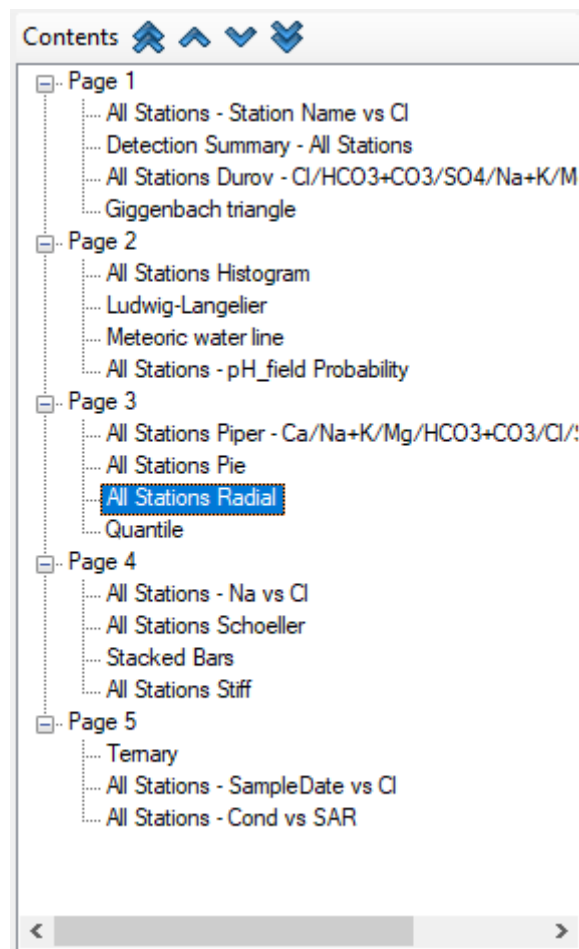 Contents
Page 1
All Stations - Station Name vs Cl
Detection Summary - All Stations
All Stations Durov - Cl/HCO3+CO3/SO4/Na+K/M
Giggenbach triangle
Page 2
All Stations Histogram
Ludwig-Langelier
Meteoric water line
All Stations - pH_field Probability
Page 3
All Stations Piper - Ca/Na+K/Mg/HCO3+CO3/Cl/
All Stations Pie
All Stations Radial
Quantile
Page 4
All Stations - Na vs Cl
All Stations Schoeller
Stacked Bars
All Stations Stiff
Page 5
Ternary
All Stations - SampleDate vs Cl
All Stations - Cond vs SAR